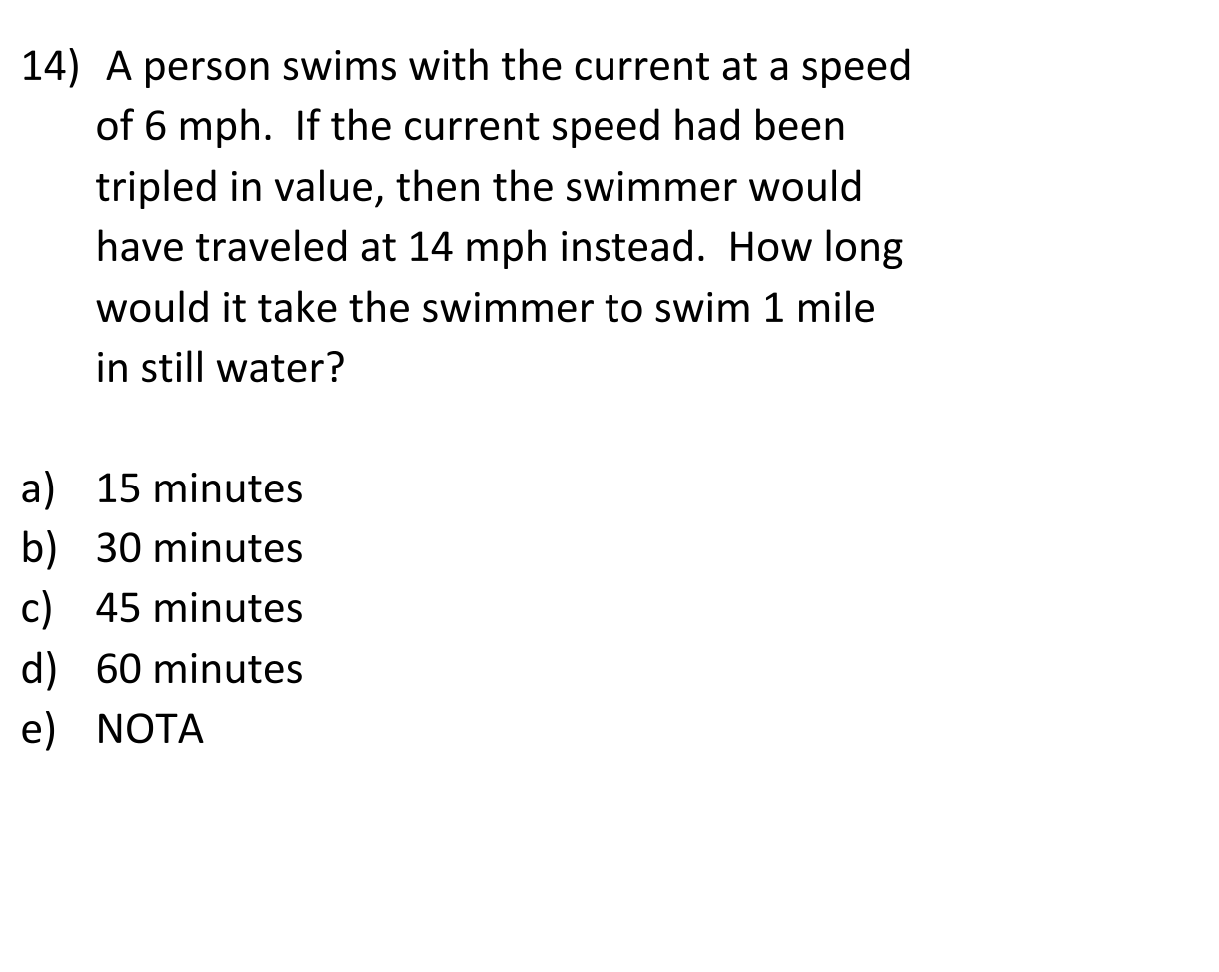 14) A person swims with the current at a speed
of 6 mph. If the current speed had been
tripled in value, then the swimmer would
have traveled at 14 mph instead. How long
would it take the swimmer to swim 1 mile
in still water?
a) 15 minutes
b) 30 minutes
c) 45 minutes
d) 60 minutes
e) NOTA